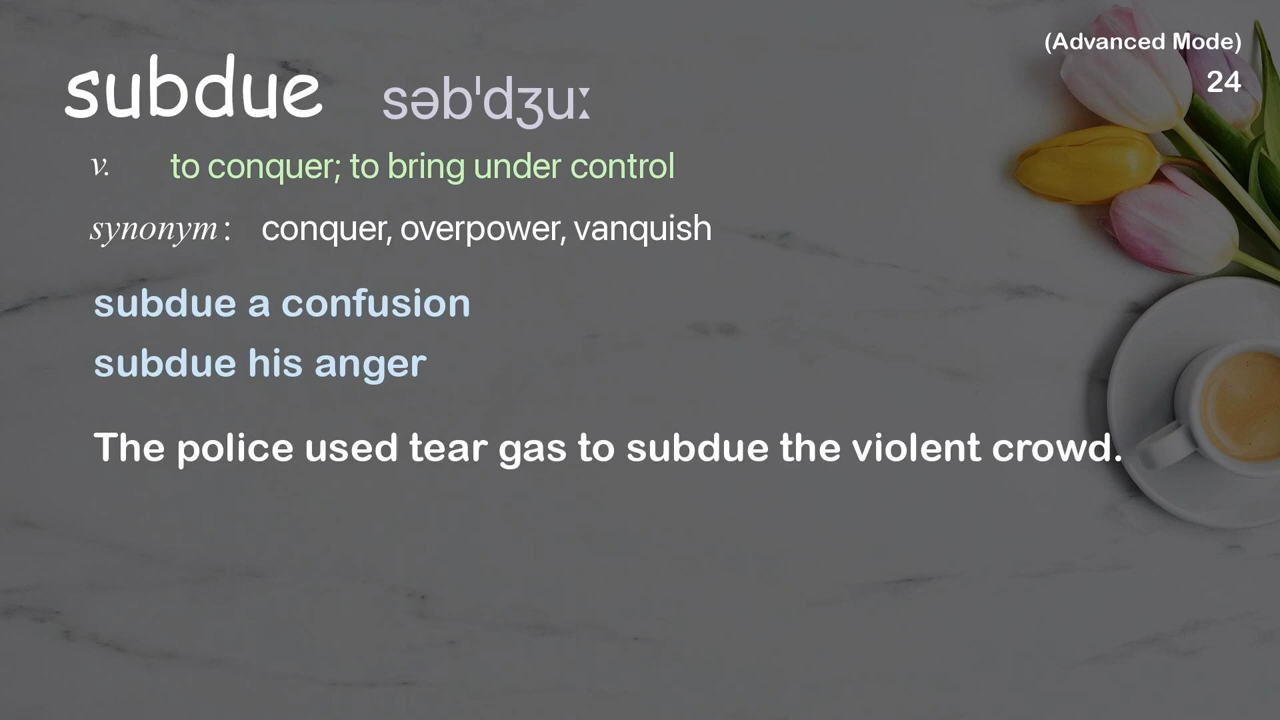 (Advanced Mode)
24
subdue səbˈdʒuː
v. to conquer; to bring under control
synonym: conquer, overpower, vanquish
subdue a confusion
subdue his anger
The police used tear gas to subdue the violent crowd.